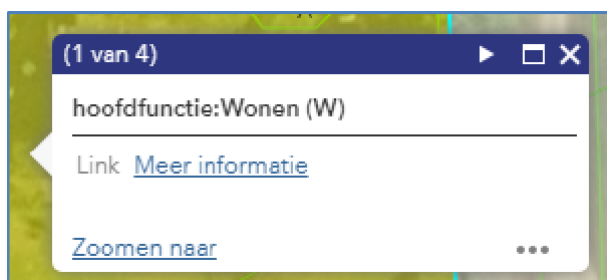 (1 van 4)
hoofdfunctie:Wonen (W)
Link Meer informatie
Zoomen naar